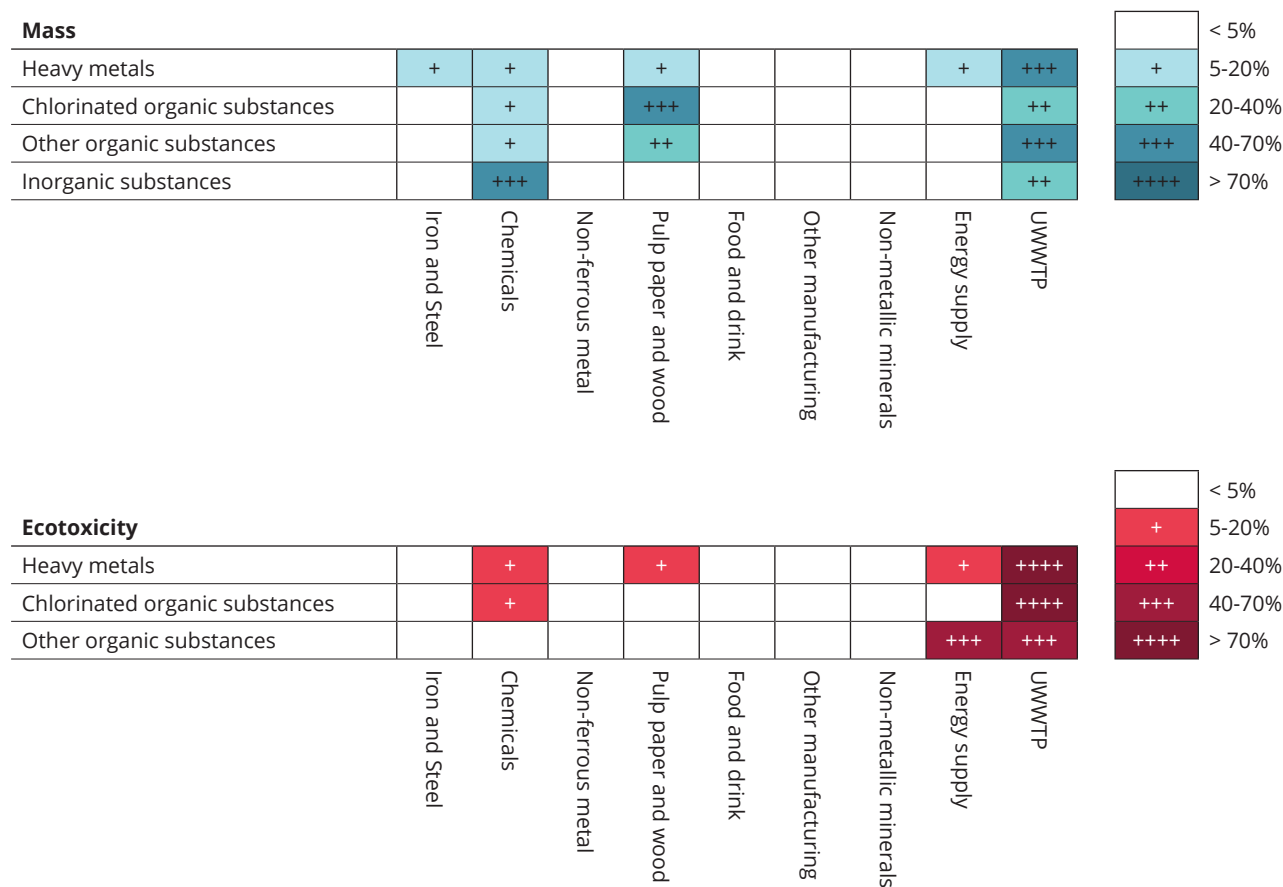 Mass
< 5%
Heavy metals + + + + +++ + 5-20%
Chlorinated organic substances + +++ ++ ++ 20-40%
Other organic substances + ++ +++ +++ 40-70%
Inorganic substances +++ ++ ++++ > 70%
Iron and Steel
Chemicals
Non-ferrous metal
Pulp paper and wood
Food and drink
Other manufacturing
Non-metallic minerals
Energy supply
UWWTP
< 5%
Ecotoxicity + 5-20%
Heavy metals + + + ++++ ++ 20-40%
Chlorinated organic substances + ++++ +++ 40-70%
Other organic substances +++ +++ ++++ > 70%
Iron and Steel
Chemicals
Non-ferrous metal
Pulp paper and wood
Food and drink
Other manufacturing
Non-metallic minerals
Energy supply
UWWTP